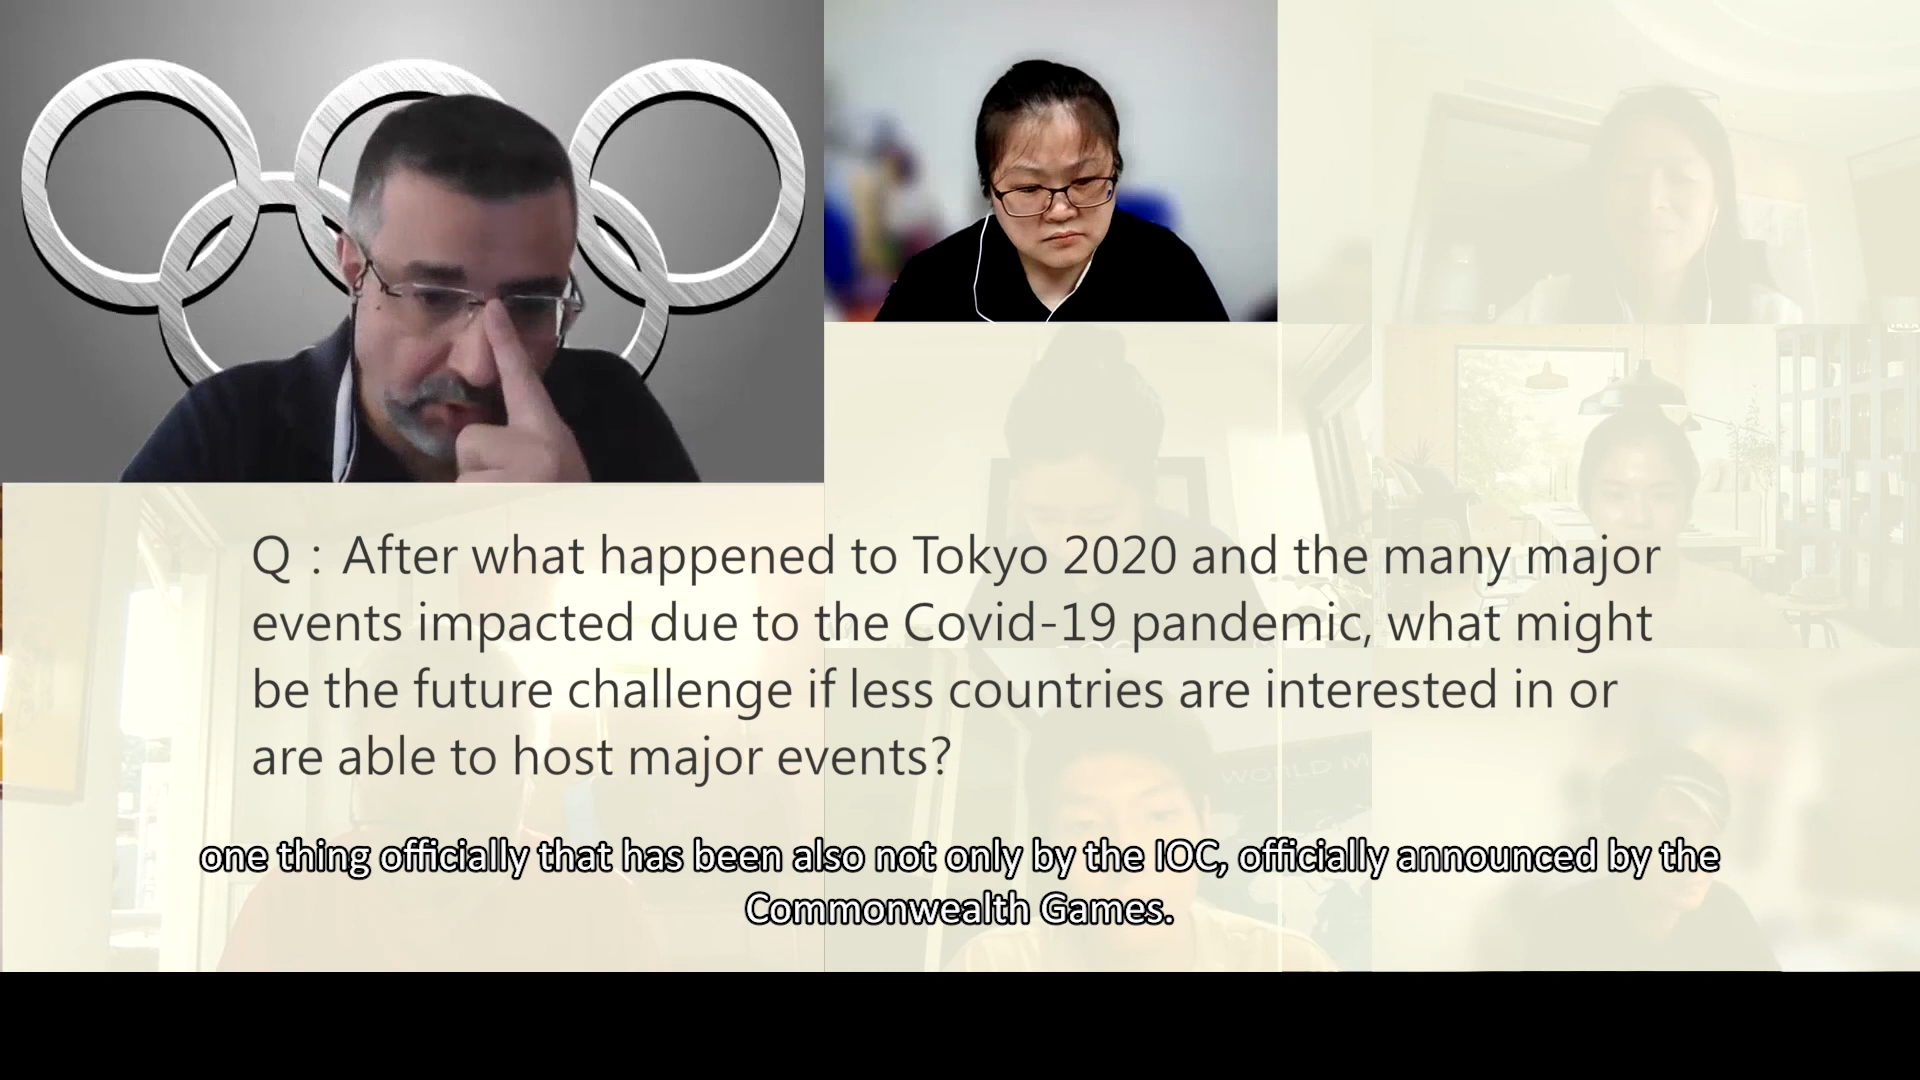 Q : After what happened to Tokyo 2020 and the many major
events impacted due to the Covid-19 pandemic, what might
be the future challenge if less countries are interested in or
are able to host major events?
WORLD M
one thing officially that has been also not only by the IOC, officially announced by the
Commonwealth Games.